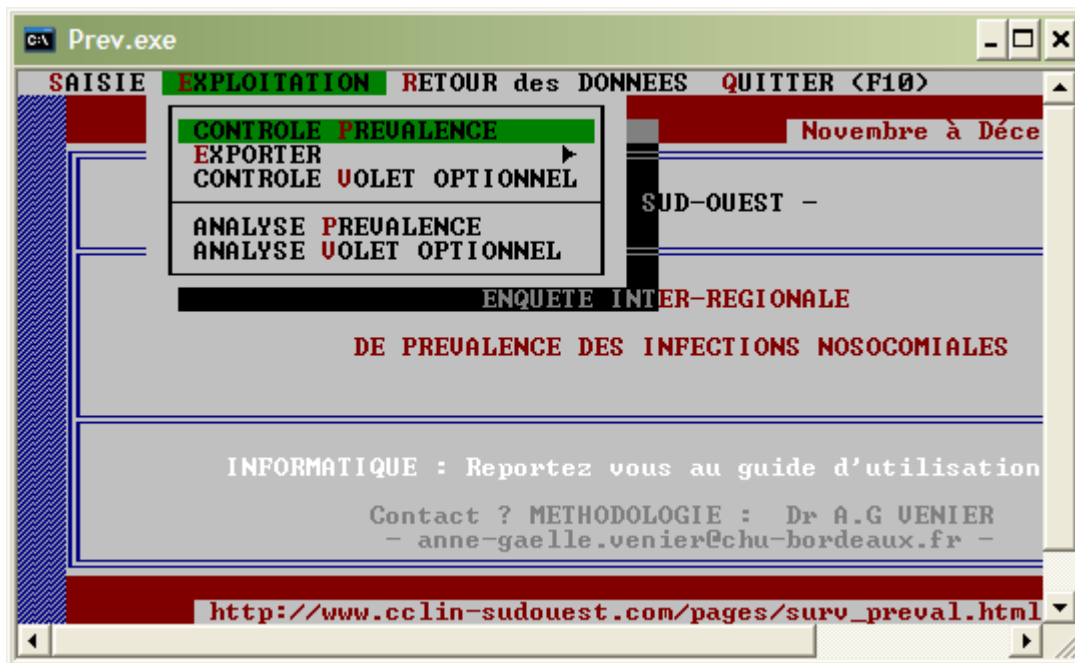 Prev.exe
SAISIE EXPLOITATION RETOUR des DONNEES QUITTER (F10)
CONTROLE PREVALENCE
Novembre à Déce
EXPORTER
CONTROLE VOLET OPTIONNEL
SUD-OUEST -
ANALYSE PREVALENCE
ANALYSE VOLET OPTIONNEL
ENQUETE INTER-REGIONALE
DE PREVALENCE DES INFECTIONS NOSOCOMIALES
INFORMATIQUE : Reportez vous au guide d'utilisation
Contact ? METHODOLOGIE : Dr A.G VENIER
- anne-gaelle.venier@chu-bordeaux.fr -
http://www.cclin-sudouest.com/pages/surv_preval.html